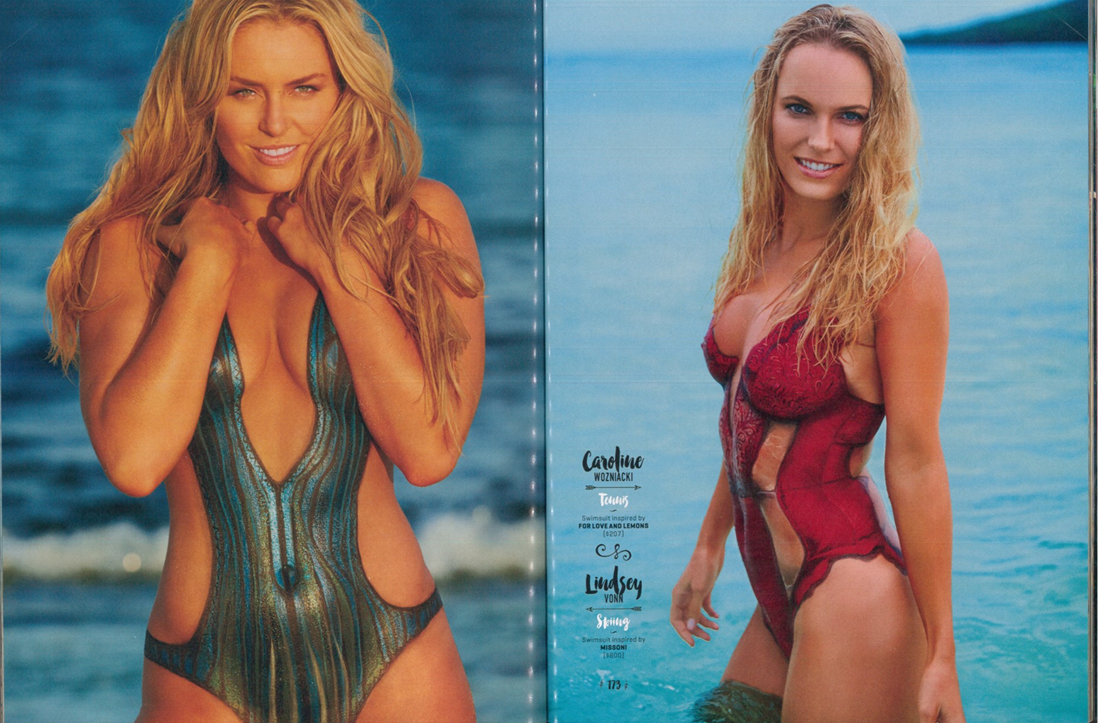 Caroline
WOZNIACKI
Tennis
Swimsuit inspired by
FOR LOVE AND LEMONS
($207)
Lindsey
VONN
Skiing
Swimsuit inspired by
MISSONI
($600)
173